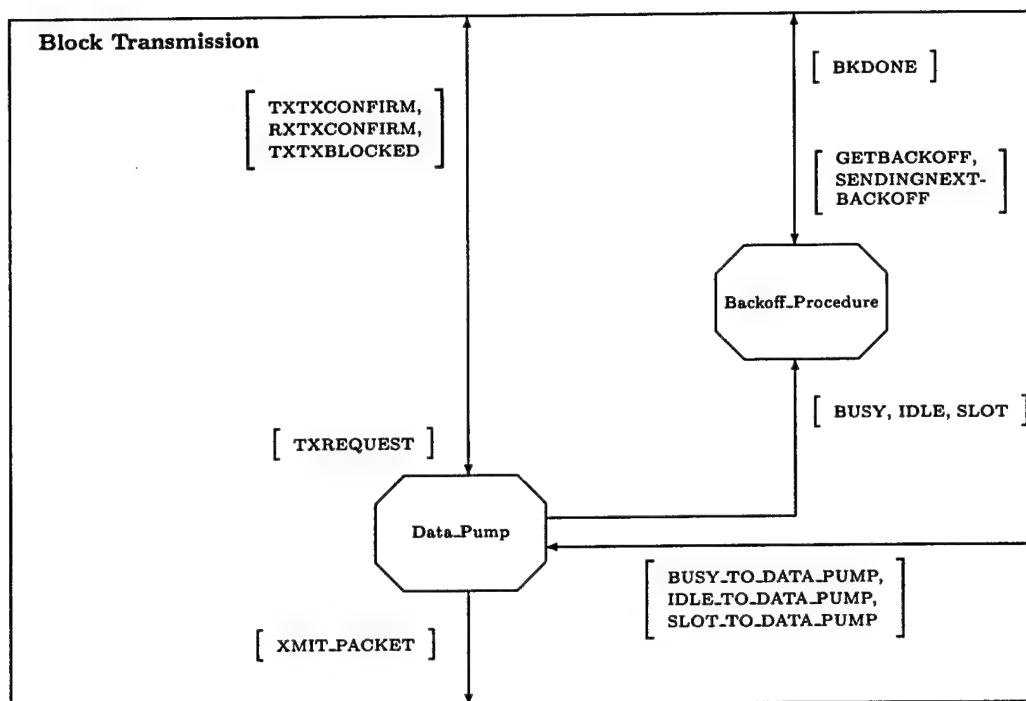 Block Transmission
[ BKDONE ]
[ TXTXCONFIRM,
RXTXCONFIRM,
TXTXBLOCKED ]
[ GETBACKOFF,
SENDINGNEXT-
BACKOFF ]
Backoff_Procedure
[ BUSY, IDLE, SLOT ]
[ TXREQUEST ]
Data_Pump
[ BUSY_TO_DATA_PUMP,
IDLE_TO_DATA_PUMP,
SLOT_TO_DATA_PUMP ]
[ XMIT_PACKET ]